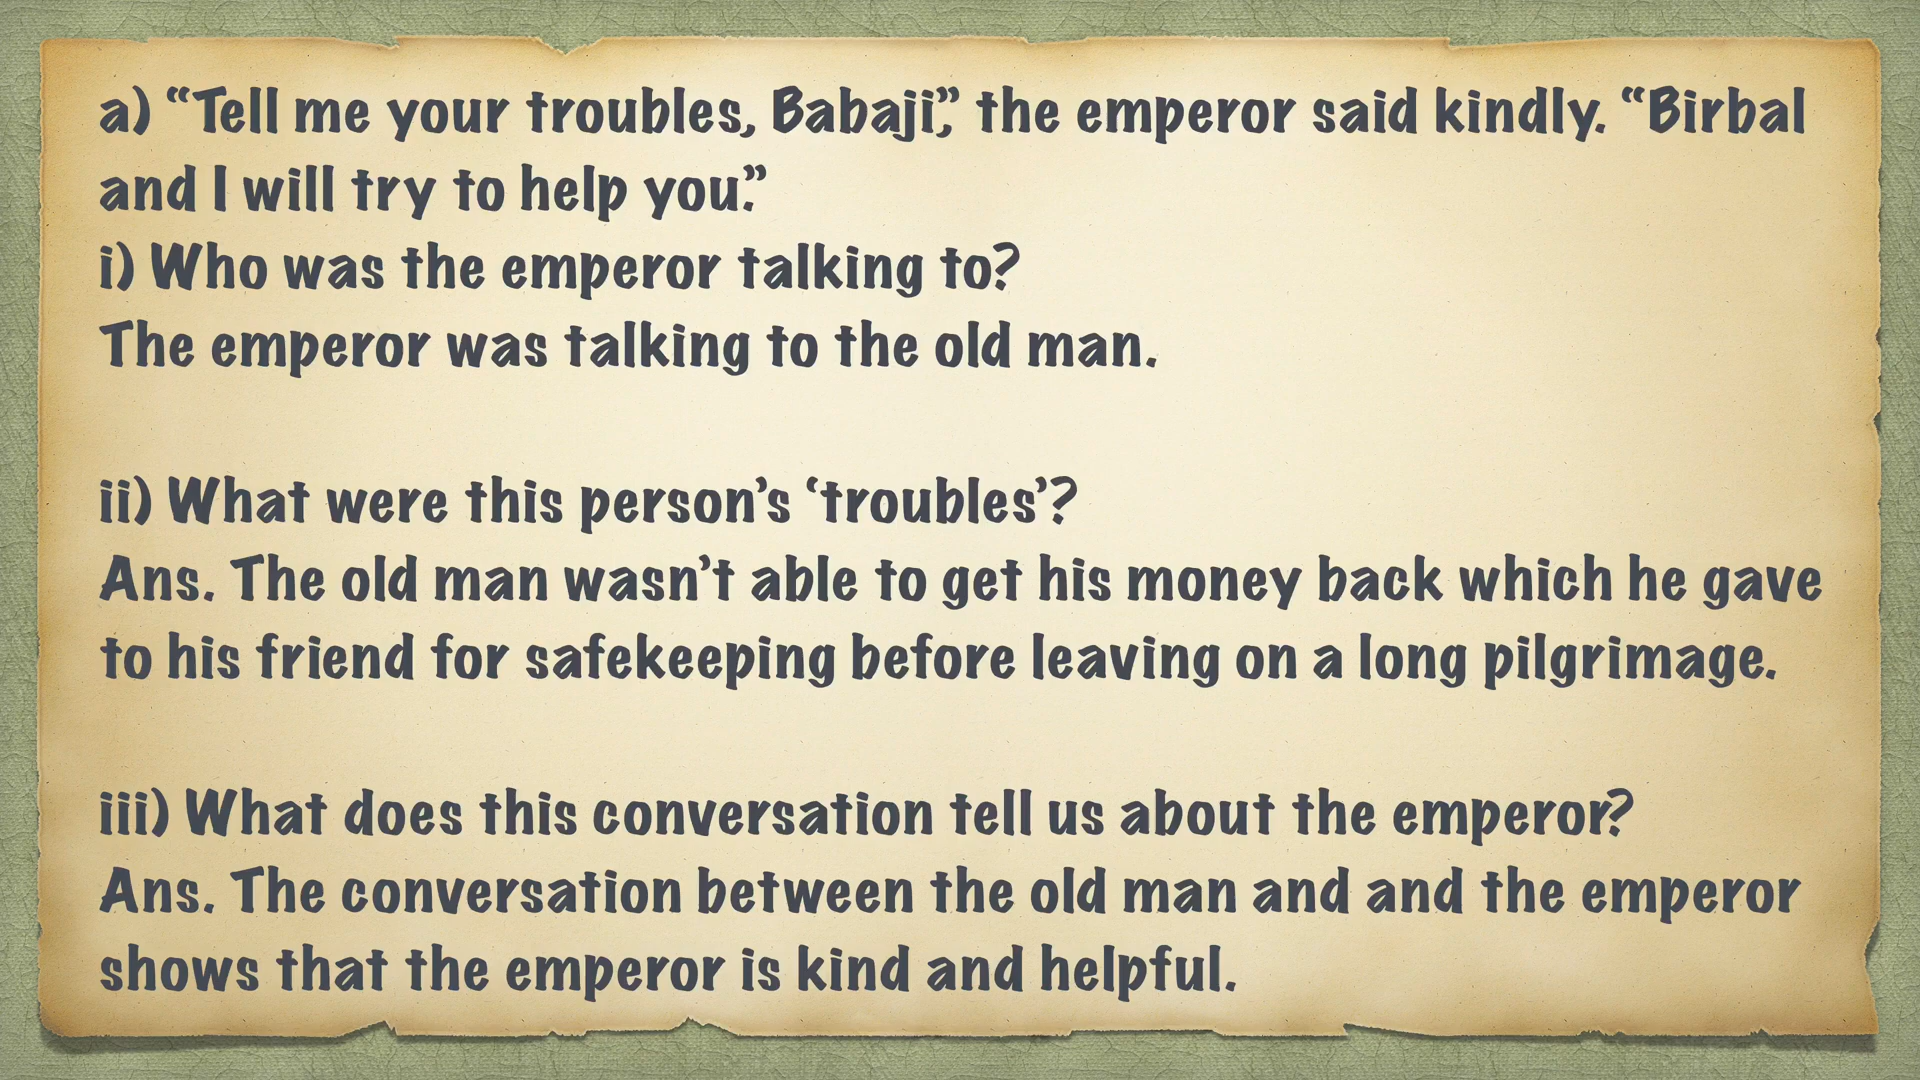 a) “Tell me your troubles, Babaji,” the emperor said kindly. “Birbal
and I will try to help you.”
i) Who was the emperor talking to?
The emperor was talking to the old man.
ii) What were this person’s ‘troubles’?
Ans. The old man wasn’t able to get his money back which he gave
to his friend for safekeeping before leaving on a long pilgrimage.
iii) What does this conversation tell us about the emperor?
Ans. The conversation between the old man and and the emperor
shows that the emperor is kind and helpful.